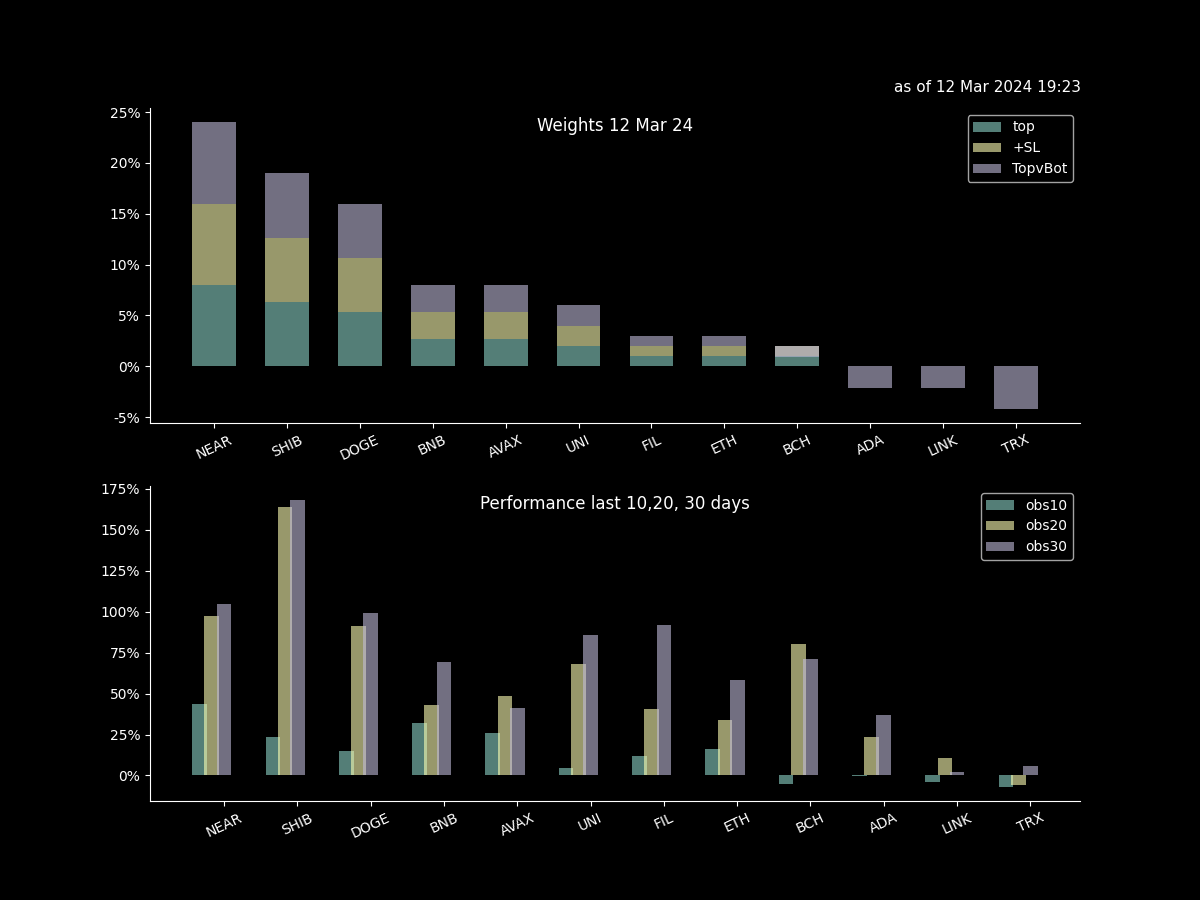 as of 12 Mar 2024 19:23
Weights 12 Mar 24
25%
20%
15%
10%
5%
0%
-5%
top
+SL
TopvBot
NEAR SHIB DOGE BNB AVAX UNI FIL ETH BCH ADA LINK TRX
Performance last 10,20, 30 days
175%
150%
125%
100%
75%
50%
25%
0%
obs10
obs20
obs30
NEAR SHIB DOGE BNB AVAX UNI FIL ETH BCH ADA LINK TRX